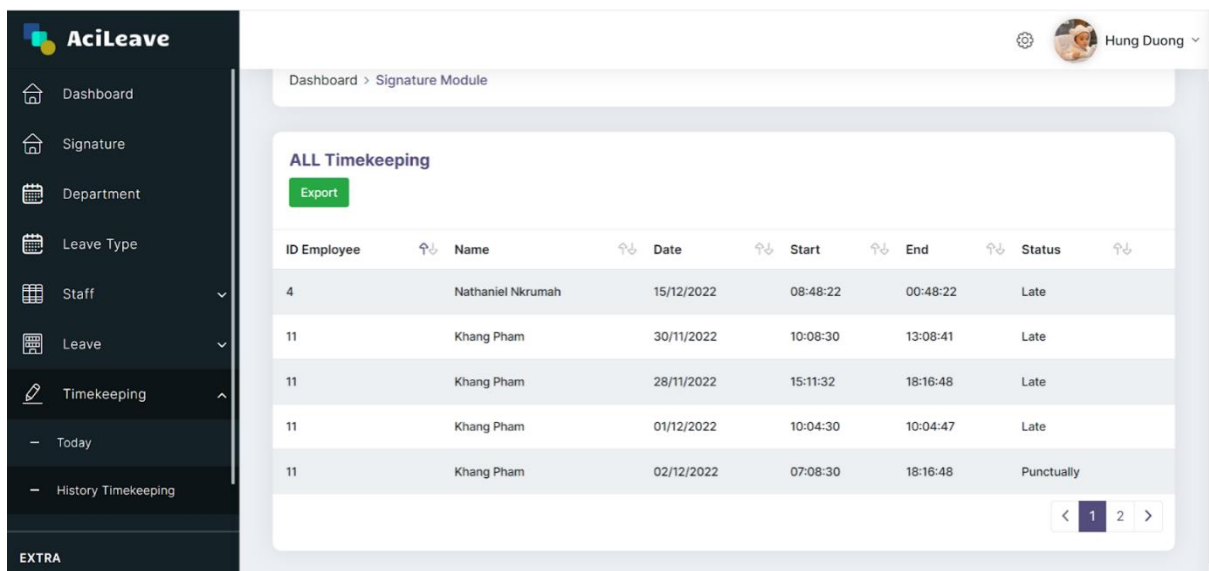 AciLeave
Hung Duong
Dashboard
Signature
Department
Leave Type
Staff
Leave
Timekeeping
− Today
− History Timekeeping
EXTRA
Dashboard > Signature Module
ALL Timekeeping
Export
ID Employee Name Date Start End Status
4 Nathaniel Nkrumah 15/12/2022 08:48:22 00:48:22 Late
11 Khang Pham 30/11/2022 10:08:30 13:08:41 Late
11 Khang Pham 28/11/2022 15:11:32 18:16:48 Late
11 Khang Pham 01/12/2022 10:04:30 10:04:47 Late
11 Khang Pham 02/12/2022 07:08:30 18:16:48 Punctually
< 1 2 >